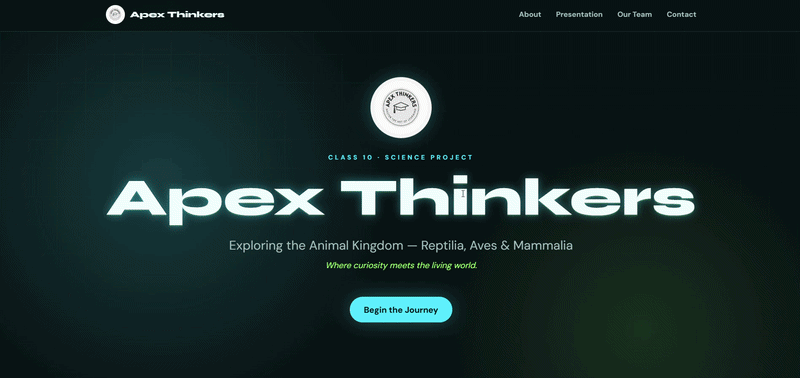 Apex Thinkers
About Presentation Our Team Contact
APEX THINKERS
CLASS 10 · SCIENCE PROJECT
Apex Thinkers
Exploring the Animal Kingdom — Reptilia, Aves & Mammalia
Where curiosity meets the living world.
Begin the Journey